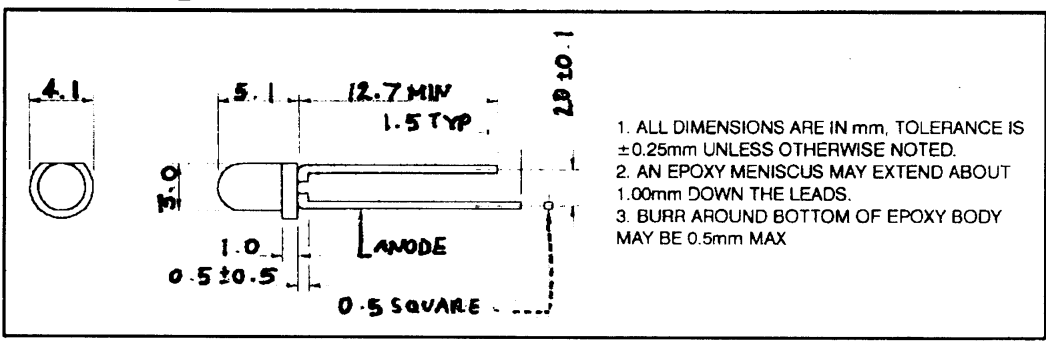 4.1
5.1
12.7 MIN
1.5 TYP
3.0
1.0
0.5 ±0.5
ANODE
0.5 SQUARE
±0.1
1. ALL DIMENSIONS ARE IN mm, TOLERANCE IS
±0.25mm UNLESS OTHERWISE NOTED.
2. AN EPOXY MENISCUS MAY EXTEND ABOUT
1.00mm DOWN THE LEADS.
3. BURR AROUND BOTTOM OF EPOXY BODY
MAY BE 0.5mm MAX